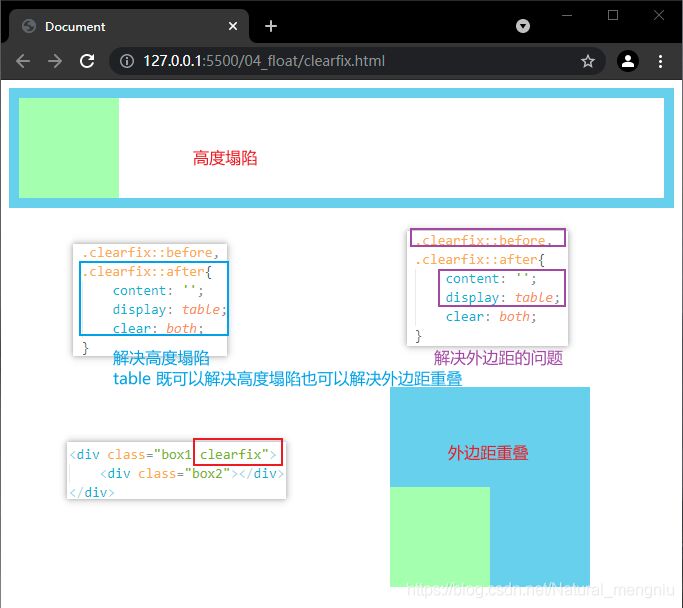 Document
127.0.0.1:5500/04_float/clearfix.html
高度塌陷
.clearfix::before,
.clearfix::after{
content: '';
display: table;
clear: both;
}
解决高度塌陷
table 既可以解决高度塌陷也可以解决外边距重叠
.clearfix::before,
.clearfix::after{
content: '';
display: table;
clear: both;
}
解决外边距的问题
<div class="box1 clearfix">
<div class="box2"></div>
</div>
外边距重叠
https://blog.csdn.net/Natural_mengniu